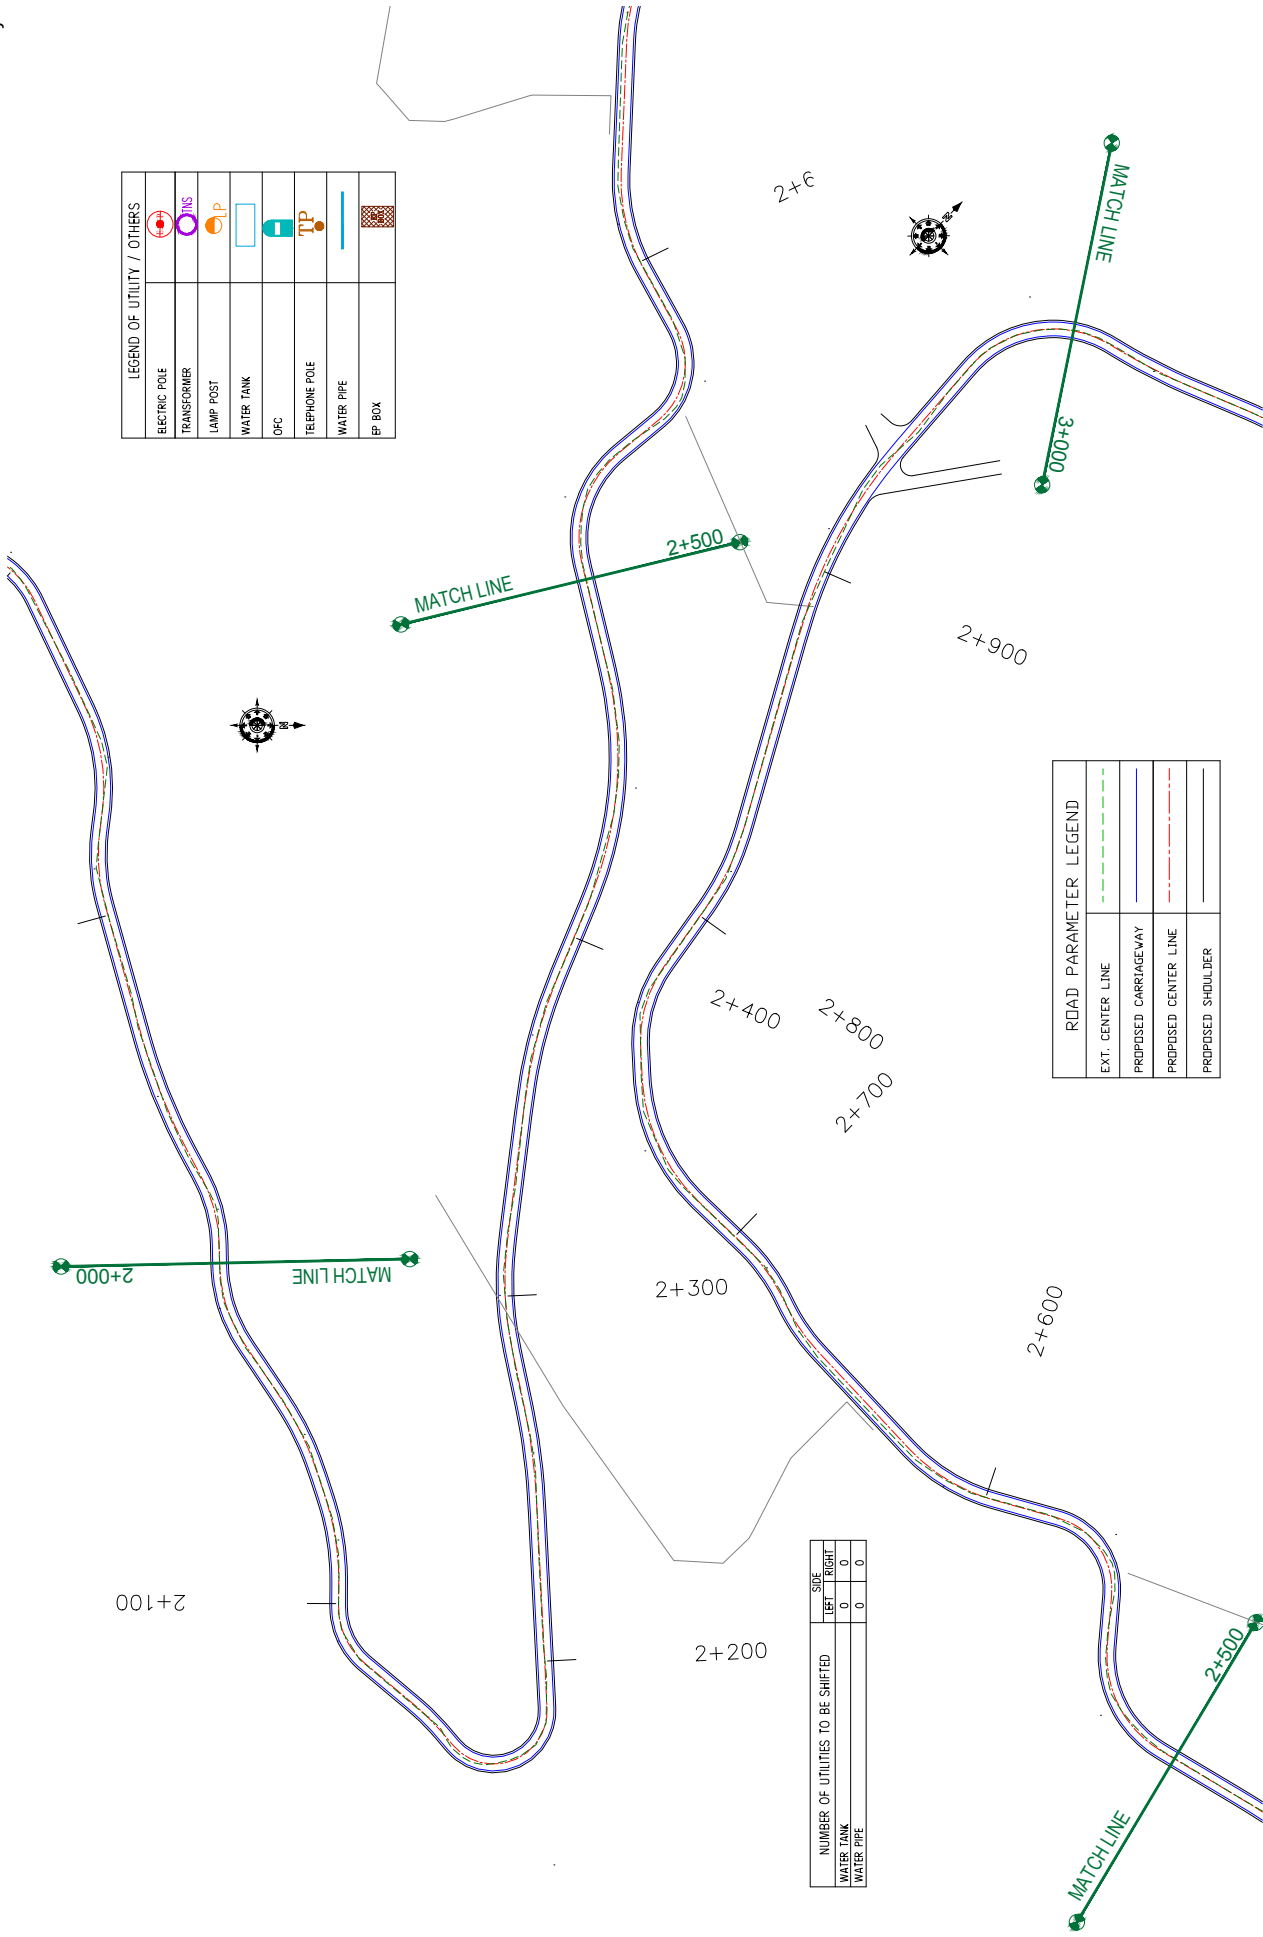 LEGEND OF UTILITY / OTHERS
ELECTRIC POLE
TRANSFORMER
TNS
LAMP POST
LP
WATER TANK
OFC
TELEPHONE POLE
TP
WATER PIPE
EP BOX
2+6
MATCH LINE
3+000
MATCH LINE
2+500
2+900
2+400
2+800
2+700
ROAD PARAMETER LEGEND
EXT. CENTER LINE
PROPOSED CARRIAGEWAY
PROPOSED CENTER LINE
PROPOSED SHOULDER
2+000
MATCH LINE
2+300
2+600
2+100
2+200
NUMBER OF UTILITIES TO BE SHIFTED
SIDE
LEFT RIGHT
WATER TANK 0 0
WATER PIPE 0 0
MATCH LINE
2+500